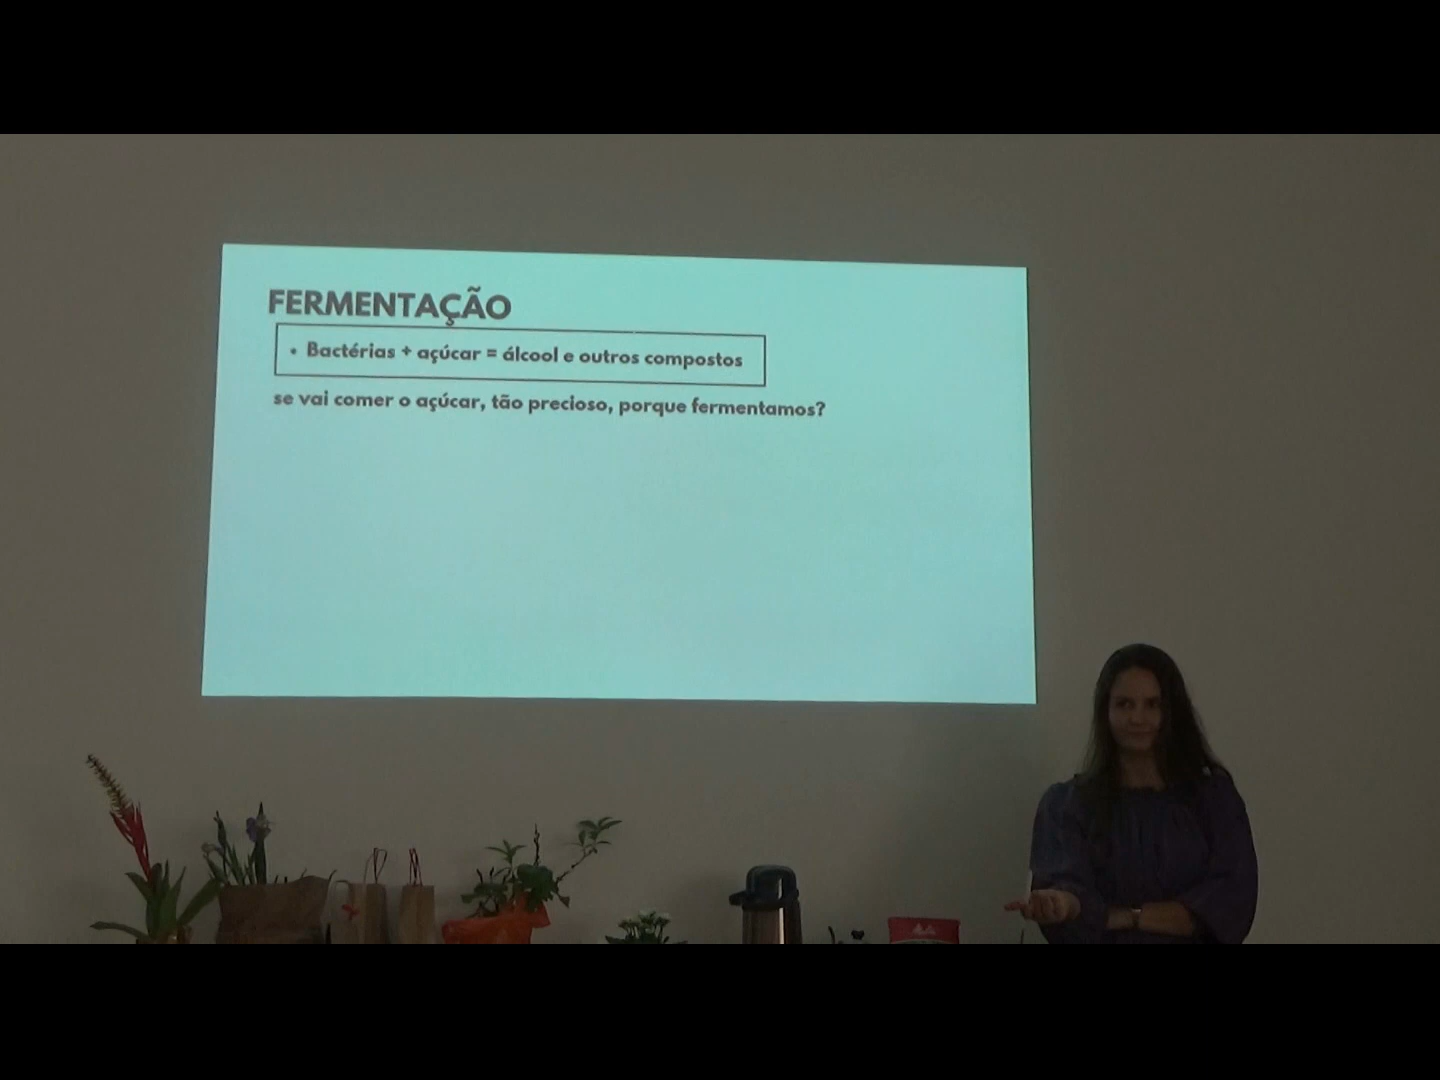 FERMENTAÇÃO
• Bactérias + açúcar = álcool e outros compostos
se vai comer o açúcar, tão precioso, porque fermentamos?